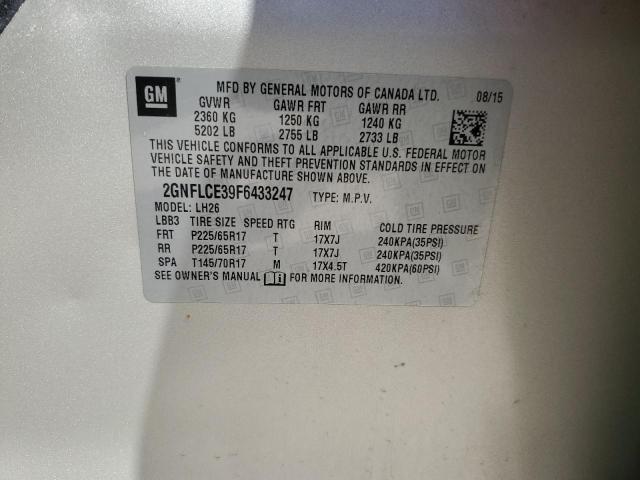 GM
MFD BY GENERAL MOTORS OF CANADA LTD. 08/15
GVWR GAWR FRT GAWR RR
2360 KG 1250 KG 1240 KG
5202 LB 2755 LB 2733 LB
THIS VEHICLE CONFORMS TO ALL APPLICABLE U.S. FEDERAL MOTOR
VEHICLE SAFETY AND THEFT PREVENTION STANDARDS IN EFFECT ON
THE DATE OF MANUFACTURE SHOWN ABOVE.
2GNFLCE39F6433247 TYPE: M.P.V.
MODEL: LH26
LBB3 TIRE SIZE SPEED RTG RIM COLD TIRE PRESSURE
FRT P225/65R17 T 17X7J 240KPA(35PSI)
RR P225/65R17 T 17X7J 240KPA(35PSI)
SPA T145/70R17 M 17X4.5T 420KPA(60PSI)
SEE OWNER'S MANUAL FOR MORE INFORMATION.